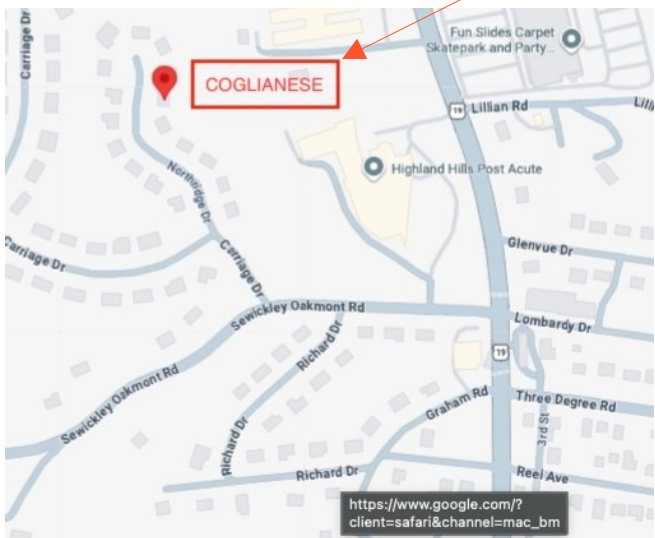 Carriage Dr
Fun Slides Carpet
Skatepark and Party...
COGLIANESE
19
Lillian Rd
Highland Hills Post Acute
Northridge Dr
Carriage Dr
Carriage Dr
Glenvue Dr
Sewickley Oakmont Rd
Lombardy Dr
Richard Dr
19
Sewickley Oakmont Rd
Graham Rd
Three Degree Rd
3rd St
Richard Dr
Richard Dr
Reel Ave
https://www.google.com/?
client=safari&channel=mac_bm